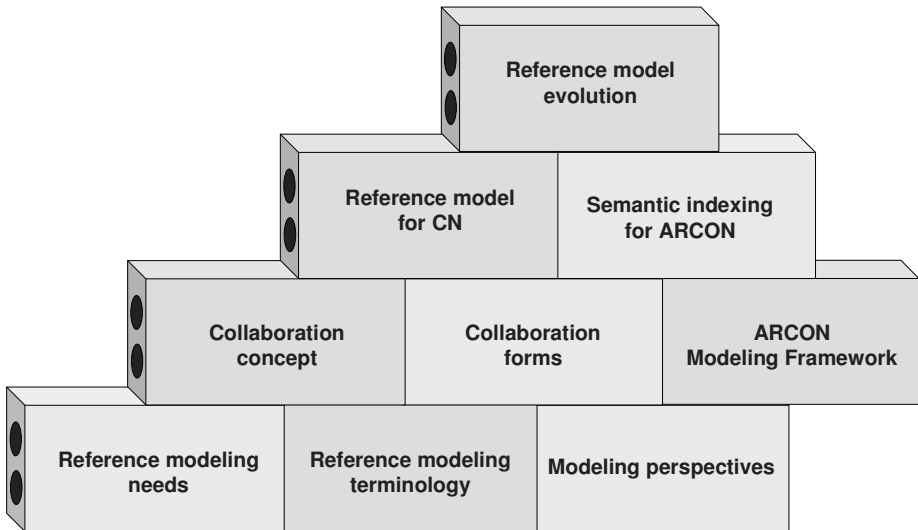 Reference model
evolution
Reference model
for CN
Semantic indexing
for ARCON
Collaboration
concept
Collaboration
forms
ARCON
Modeling Framework
Reference modeling
needs
Reference modeling
terminology
Modeling perspectives